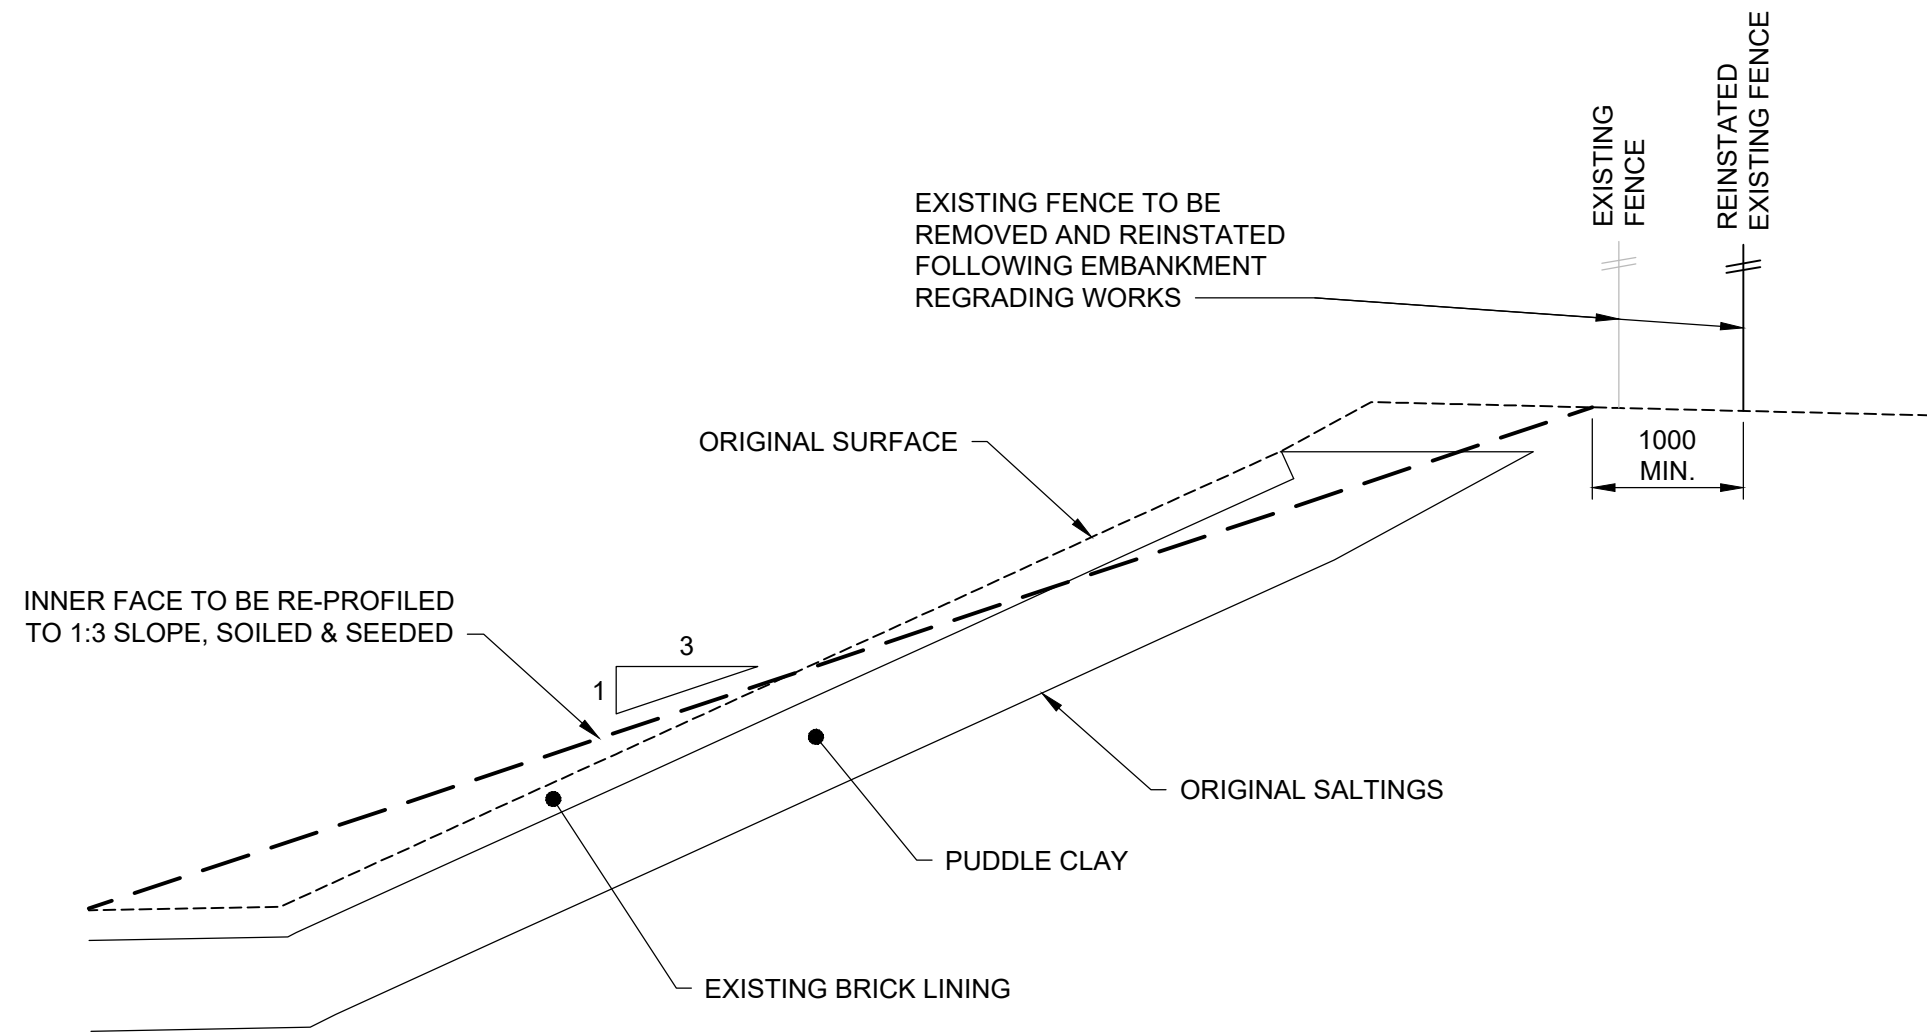 EXISTING
FENCE
REINSTATED
EXISTING FENCE
EXISTING FENCE TO BE
REMOVED AND REINSTATED
FOLLOWING EMBANKMENT
REGRADING WORKS
ORIGINAL SURFACE
1000
MIN.
INNER FACE TO BE RE-PROFILED
TO 1:3 SLOPE, SOILED & SEEDED
3
1
ORIGINAL SALTINGS
PUDDLE CLAY
EXISTING BRICK LINING